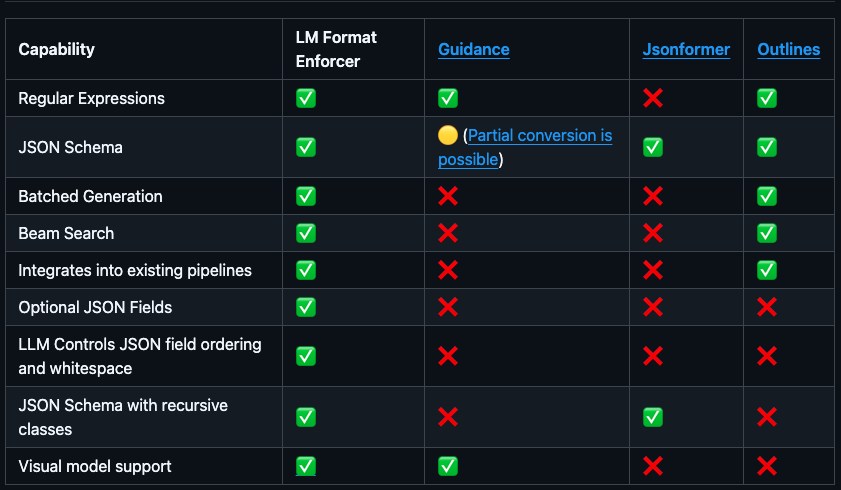 Capability
LM Format
Enforcer
Guidance
Jsonformer
Outlines
Regular Expressions
✅ ✅ ❌ ✅
JSON Schema
✅ 🟡 (Partial conversion is
possible) ✅ ✅
Batched Generation
✅ ❌ ❌ ✅
Beam Search
✅ ❌ ❌ ✅
Integrates into existing pipelines
✅ ❌ ❌ ✅
Optional JSON Fields
✅ ❌ ❌ ❌
LLM Controls JSON field ordering
and whitespace
✅ ❌ ❌ ❌
JSON Schema with recursive
classes
✅ ❌ ✅ ❌
Visual model support
✅ ✅ ❌ ❌